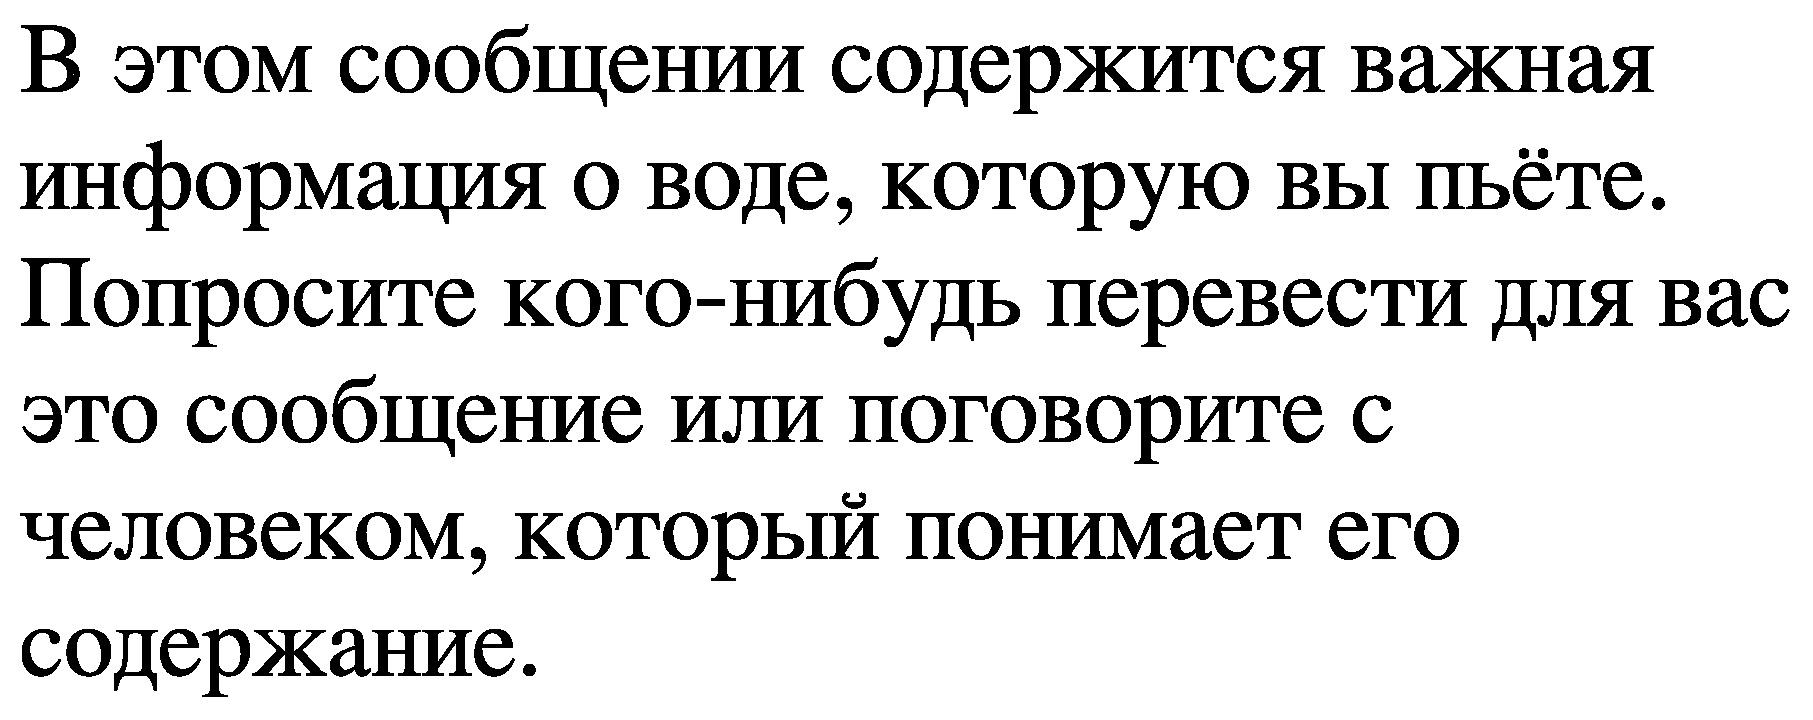 В этом сообщении содержится важная
информация о воде, которую вы пьёте.
Попросите кого-нибудь перевести для вас
это сообщение или поговорите с
человеком, который понимает его
содержание.